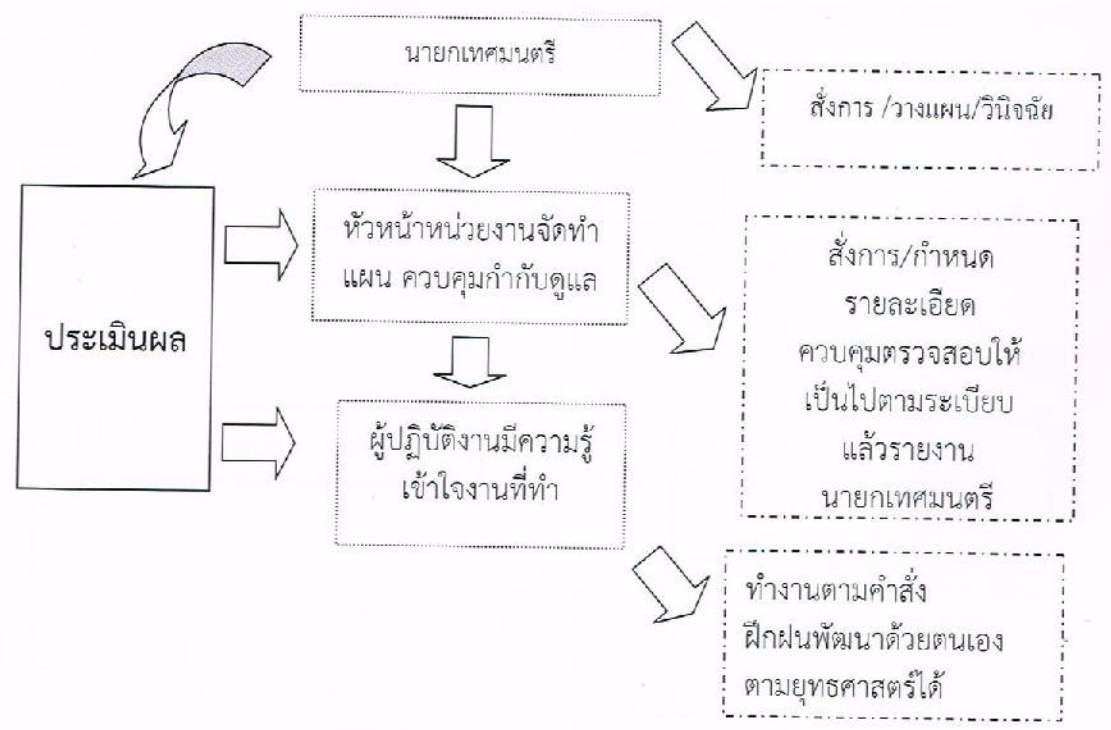 นายกเทศมนตรี
สั่งการ /วางแผน/วินิจฉัย
หัวหน้าหน่วยงานจัดทำ
แผน ควบคุมกำกับดูแล
สั่งการ/กำหนด
รายละเอียด
ควบคุมตรวจสอบให้
เป็นไปตามระเบียบ
แล้วรายงาน
นายกเทศมนตรี
ประเมินผล
ผู้ปฏิบัติงานมีความรู้
เข้าใจงานที่ทำ
ทำงานตามคำสั่ง
ฝึกฝนพัฒนาด้วยตนเอง
ตามยุทธศาสตร์ได้